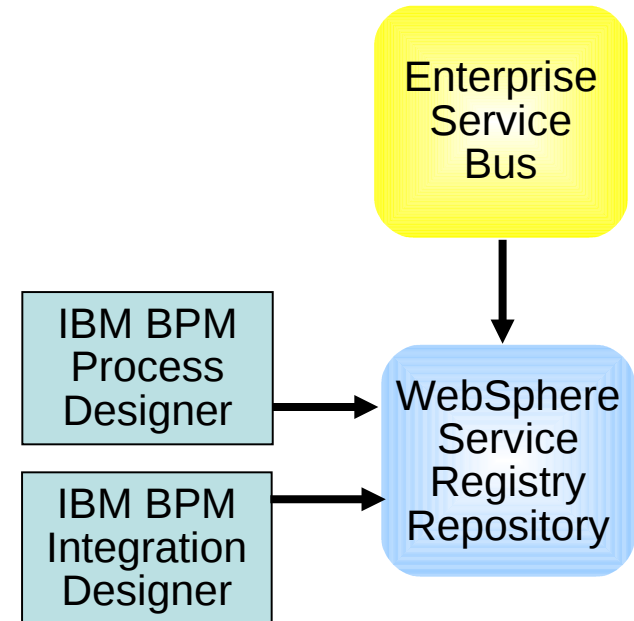 Enterprise
Service
Bus
IBM BPM
Process
Designer
WebSphere
Service
Registry
Repository
IBM BPM
Integration
Designer